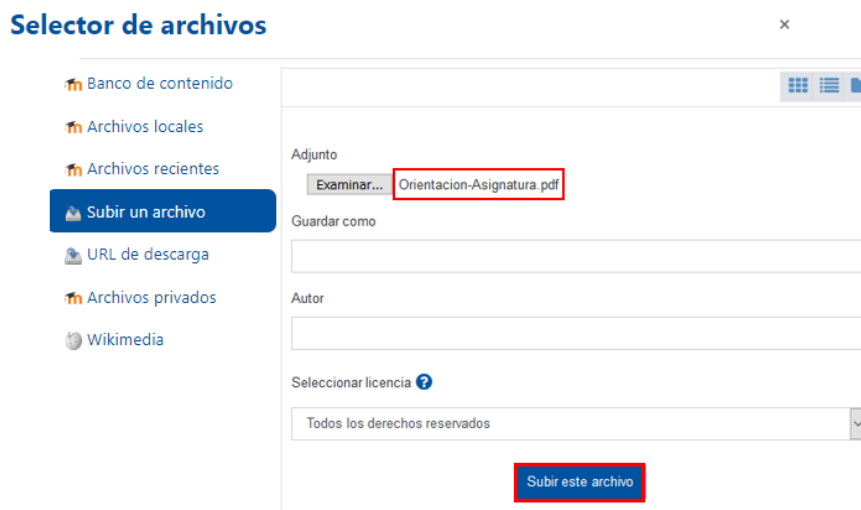 Selector de archivos
×
Banco de contenido
Archivos locales
Archivos recientes
Subir un archivo
URL de descarga
Archivos privados
Wikimedia
Adjunto
Examinar... Orientacion-Asignatura.pdf
Guardar como
Autor
Seleccionar licencia ?
Todos los derechos reservados
Subir este archivo